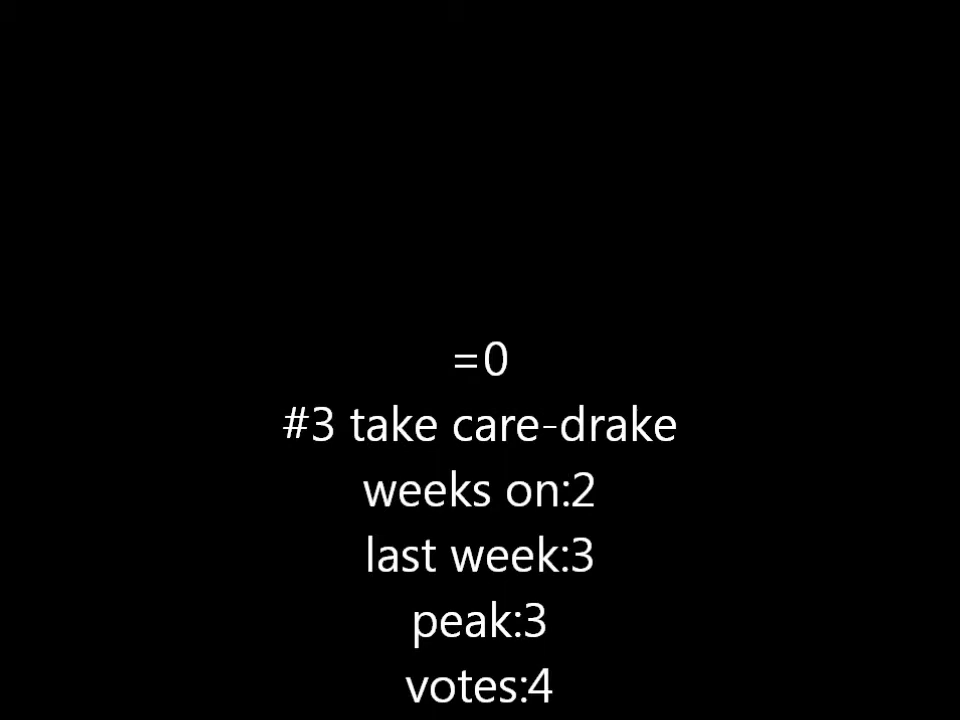 =0
#3 take care-drake
weeks on:2
last week:3
peak:3
votes:4